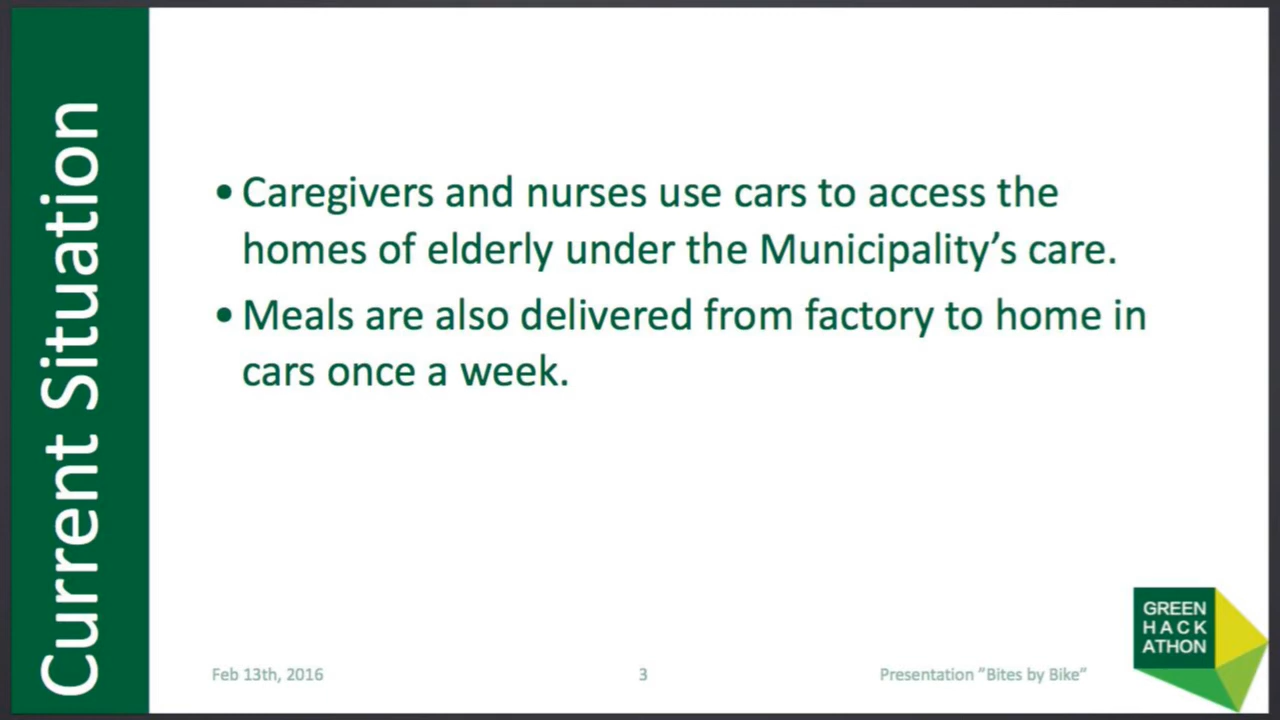 Current Situation
• Caregivers and nurses use cars to access the
homes of elderly under the Municipality’s care.
• Meals are also delivered from factory to home in
cars once a week.
Feb 13th, 2016
3
Presentation “Bites by Bike”
GREEN
HACK
ATHON